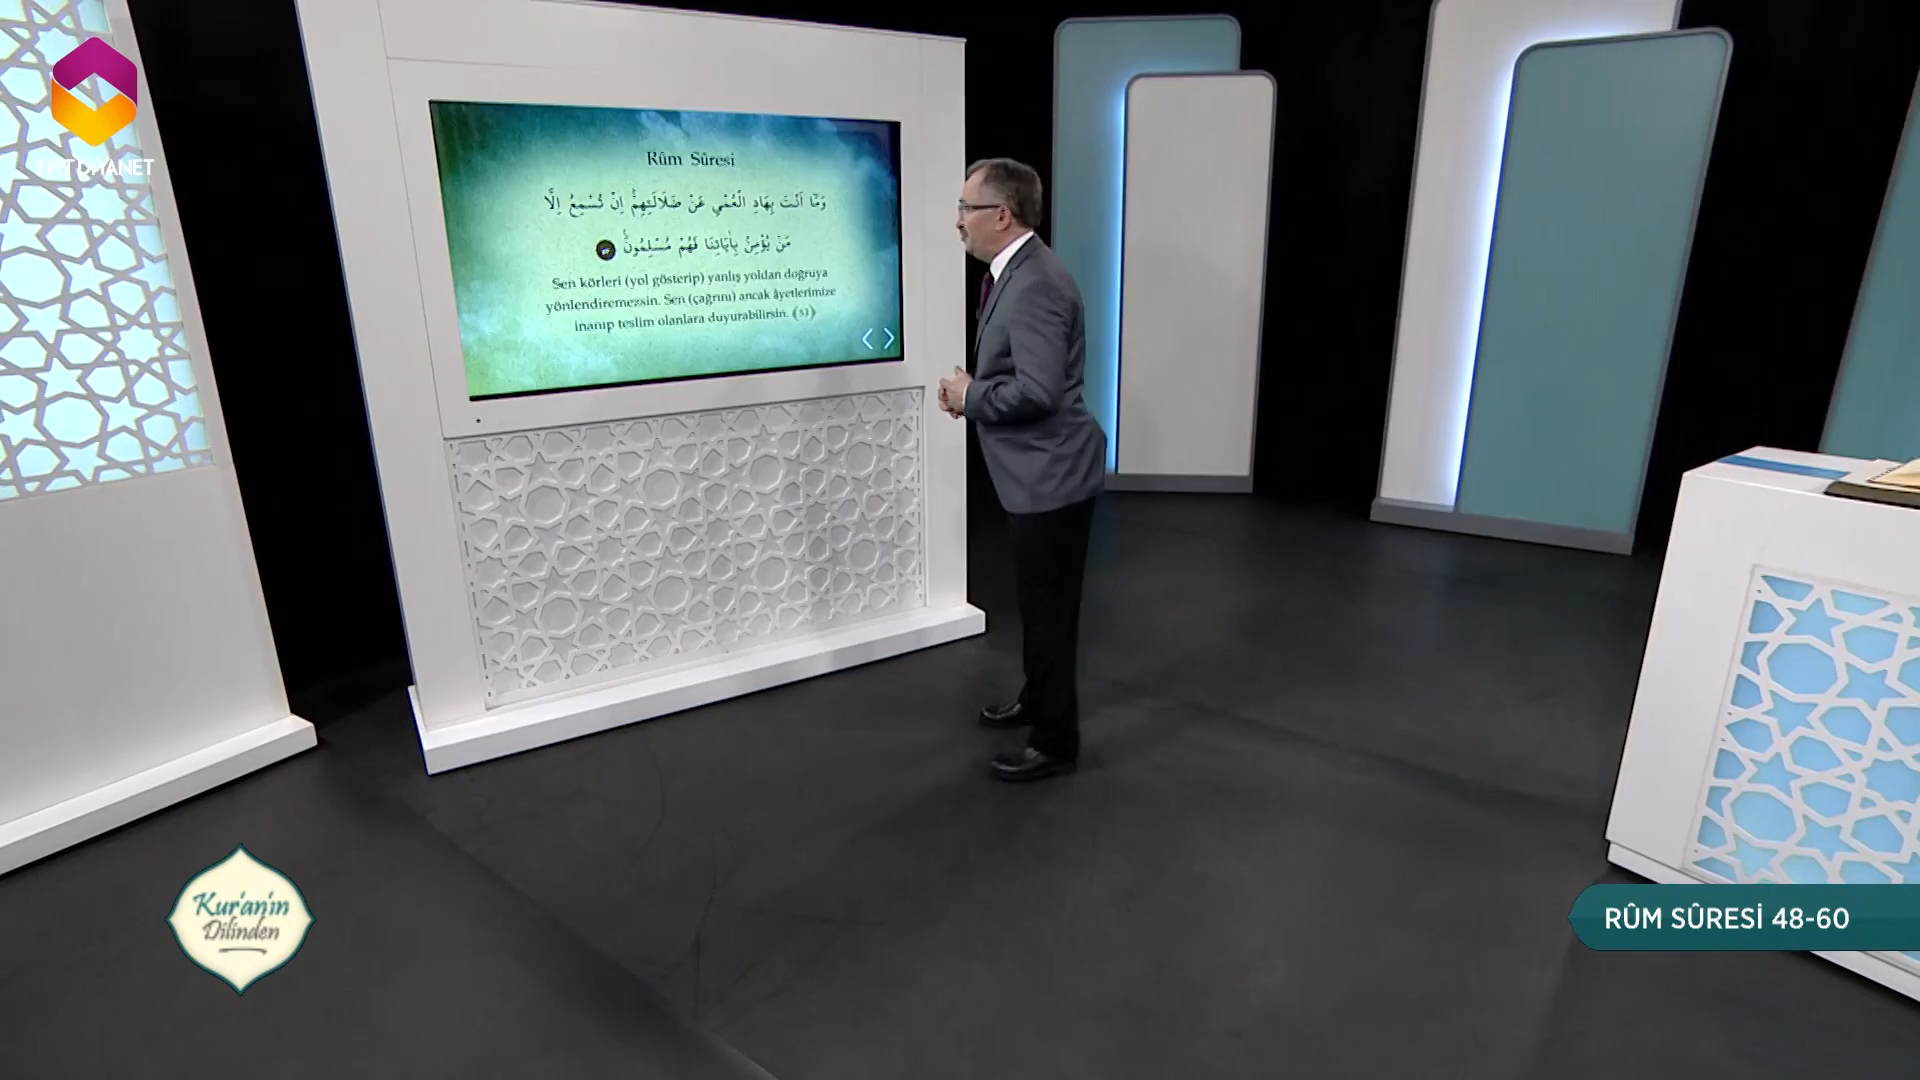 TRT DİYANET
Rûm Sûresi
وَمَٓا اَنْتَ بِهَادِ الْعُمْيِ عَنْ ضَلَالَتِهِمْۜ اِنْ تُسْمِعُ اِلَّا
مَنْ يُؤْمِنُ بِاٰيَاتِنَا فَهُمْ مُسْلِمُونَ۟
Sen körleri (yol gösterip) yanlış yoldan doğruya
yönlendiremezsin. Sen (çağrını) ancak âyetlerimize
inanıp teslim olanlara duyurabilirsin. (53)
Kur'an'ın
Dilinden
RÛM SÛRESİ 48-60